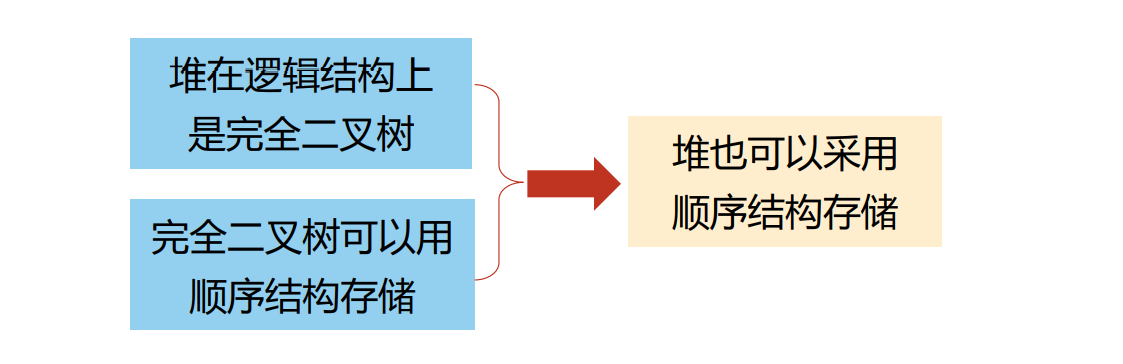 堆在逻辑结构上
是完全二叉树
完全二叉树可以用
顺序结构存储
堆也可以采用
顺序结构存储